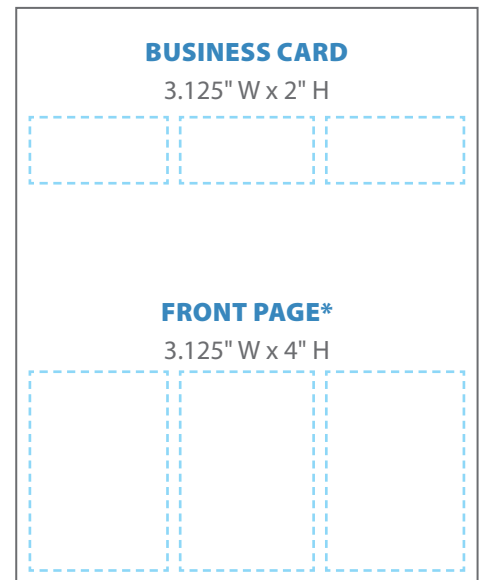 BUSINESS CARD
3.125" W x 2" H
FRONT PAGE*
3.125" W x 4" H